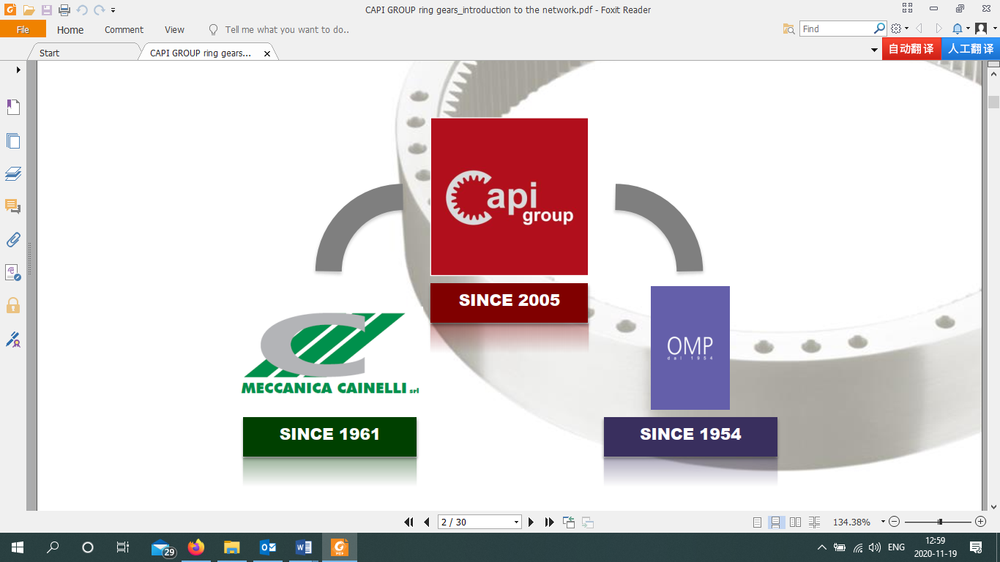 CAPI GROUP ring gears_introduction to the network.pdf - Foxit Reader
File Home Comment View Tell me what you want to do.. Find
Start CAPI GROUP ring gears... 自动翻译 人工翻译
Capi
group
SINCE 2005
MECCANICA CAINELLI srl
SINCE 1961
OMP
dal 1954
SINCE 1954
2 / 30 134.38%
29 PDF ENG 12:59
2020-11-19